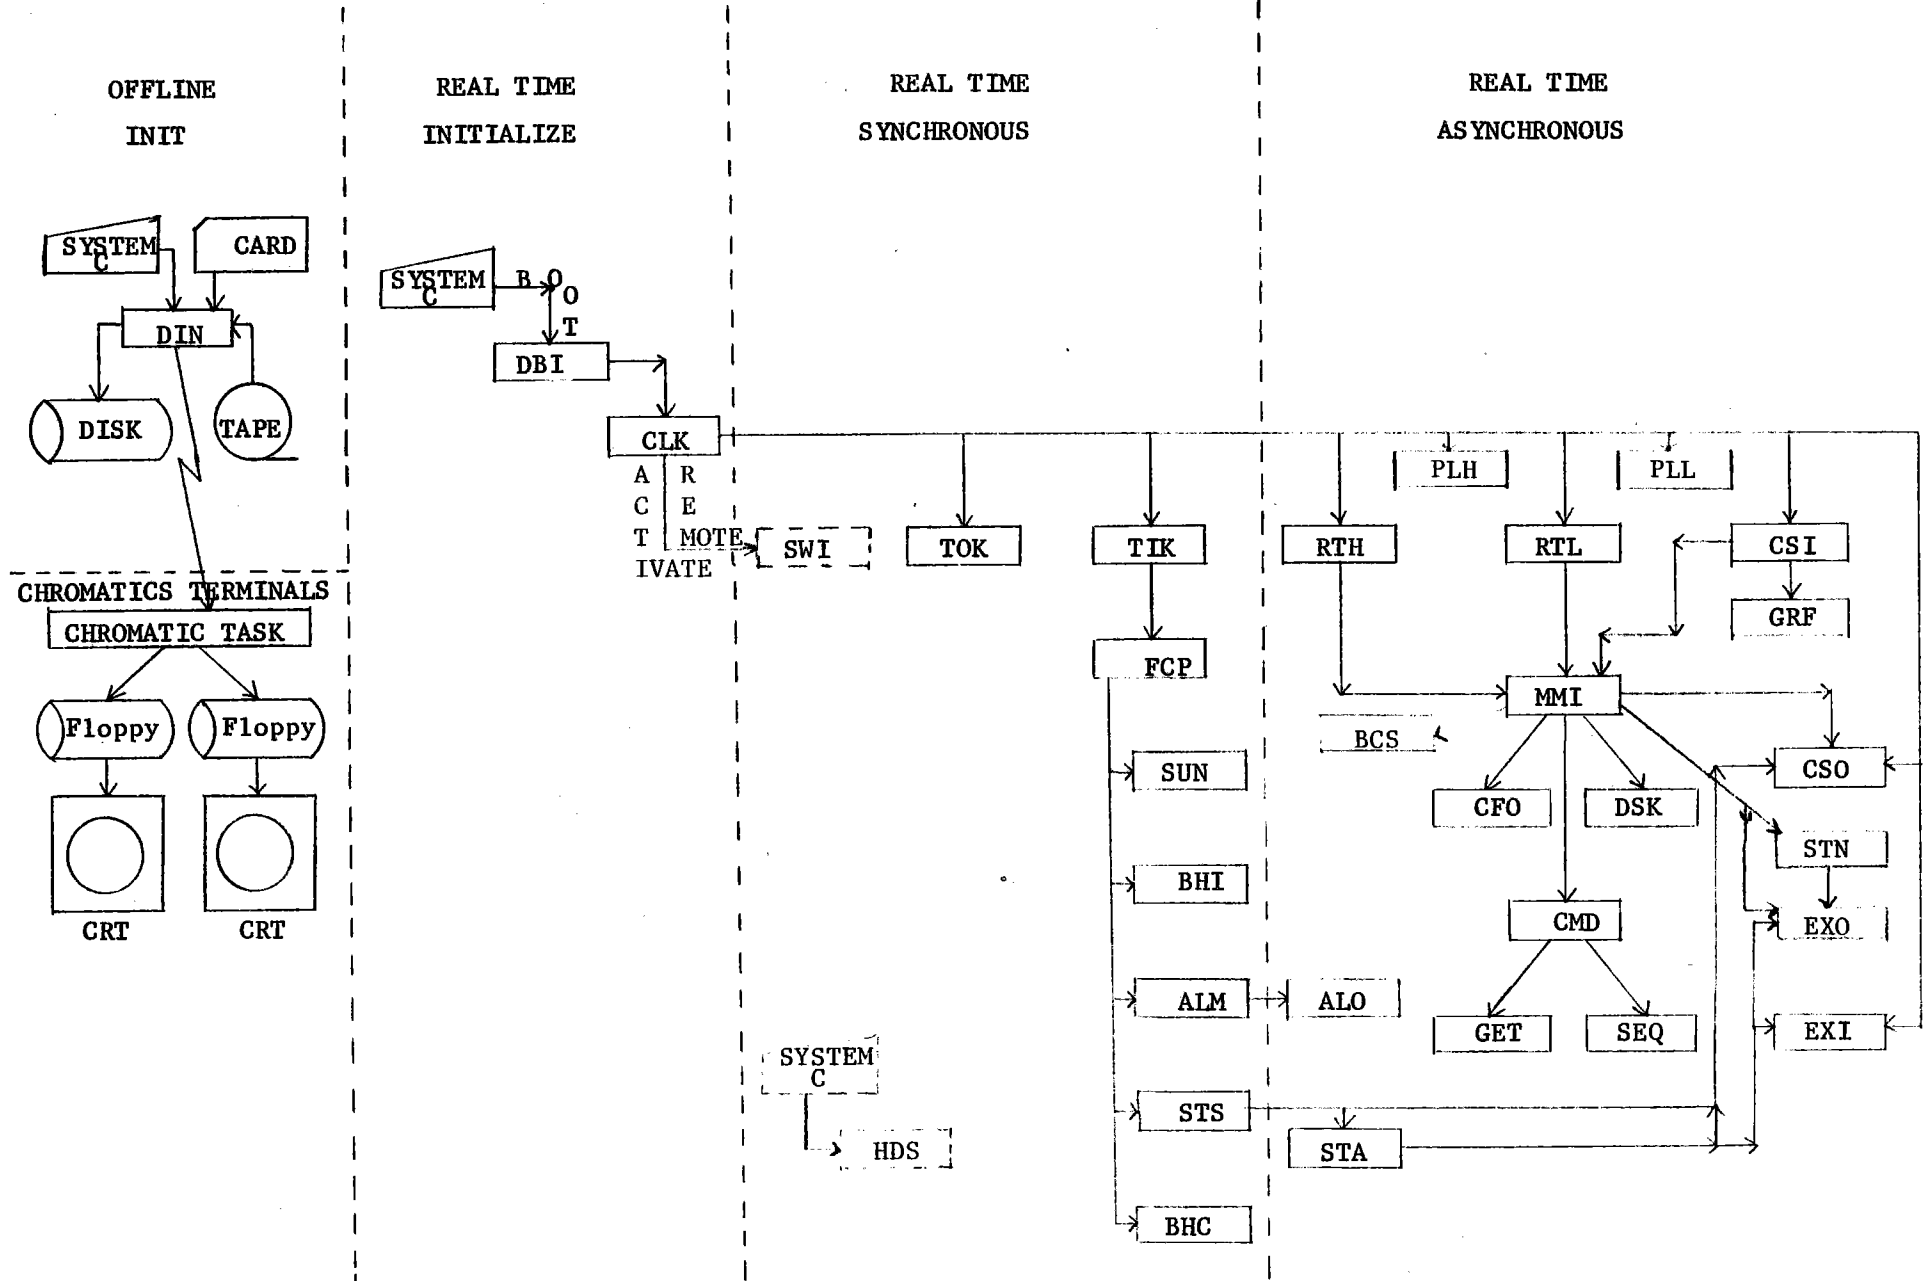 OFFLINE
INIT
REAL TIME
INITIALIZE
REAL TIME
SYNCHRONOUS
REAL TIME
ASYNCHRONOUS
SYSTEM
C
CARD
DIN
DISK
TAPE
CHROMATICS TERMINALS
CHROMATIC TASK
Floppy
Floppy
CRT
CRT
SYSTEM
C
BOOT
DBI
CLK
ACTIVATE
REMOTE
SWI
TOK
TIK
FCP
SUN
BHI
ALM
STS
BHC
SYSTEM
C
HDS
RTH
PLH
RTL
PLL
CSI
GRF
MMI
BCS
CFO
DSK
CSO
STN
CMD
EXO
ALO
GET
SEQ
EXI
STA